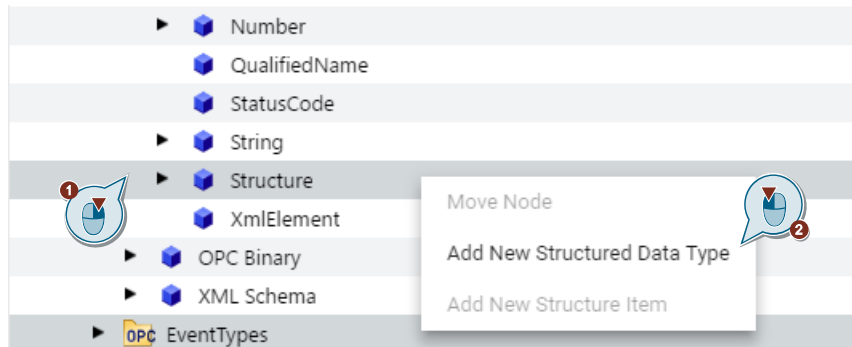 Number
QualifiedName
StatusCode
String
1
Structure
Move Node
XmlElement
2
Add New Structured Data Type
OPC Binary
XML Schema
Add New Structure Item
OPC EventTypes